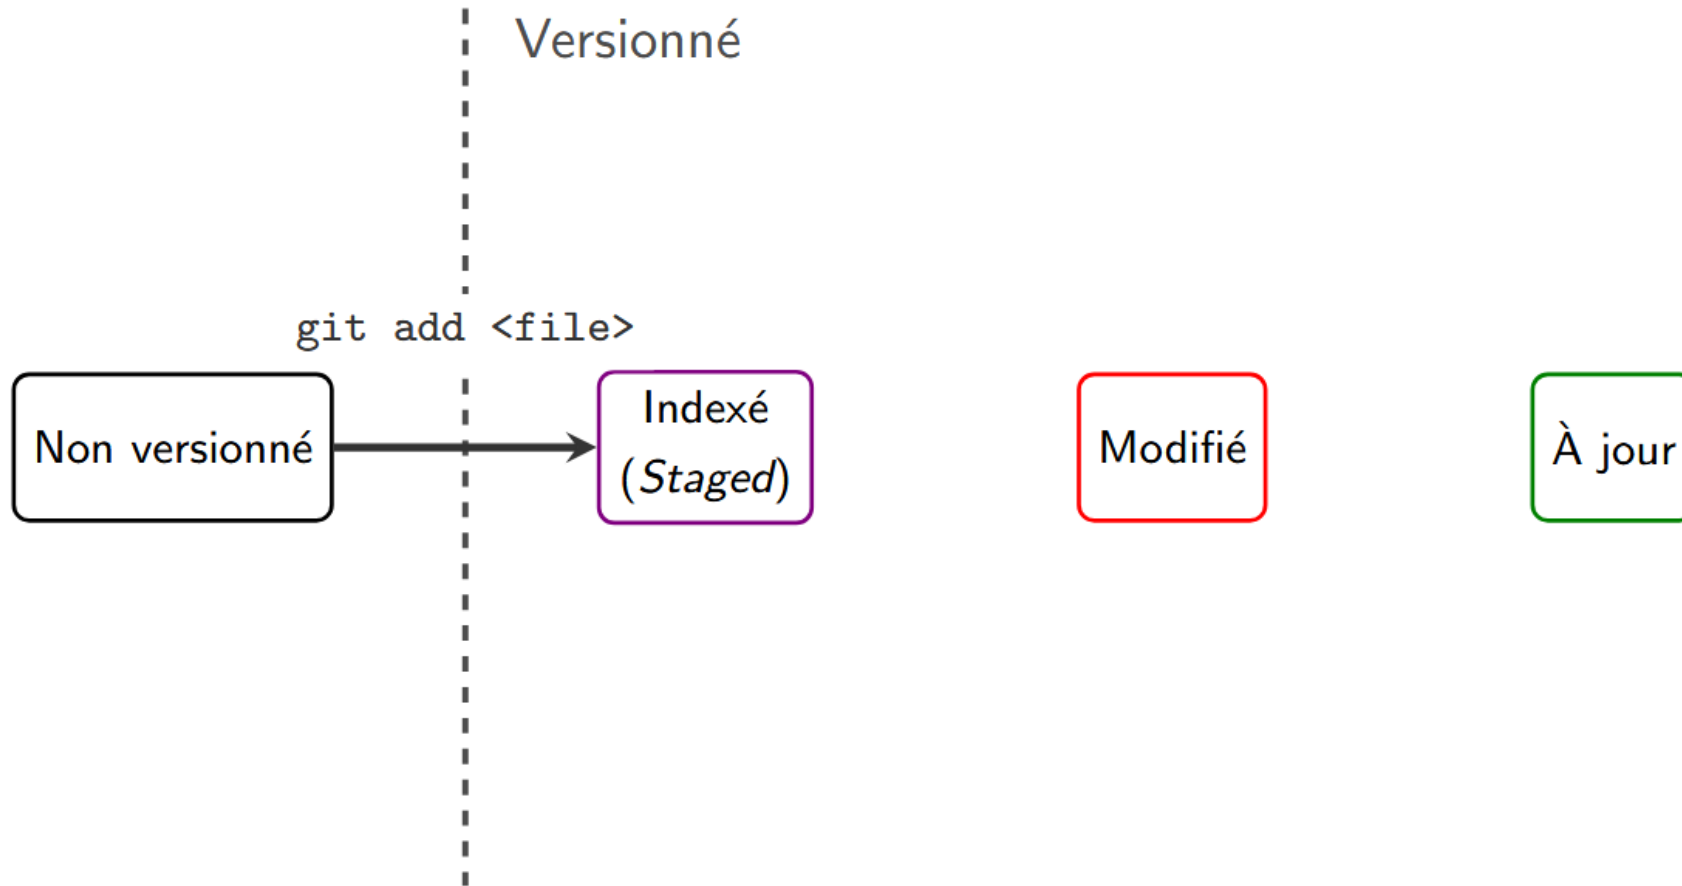 Versionné
git add <file>
Non versionné
Indexé
(Staged)
Modifié
À jour